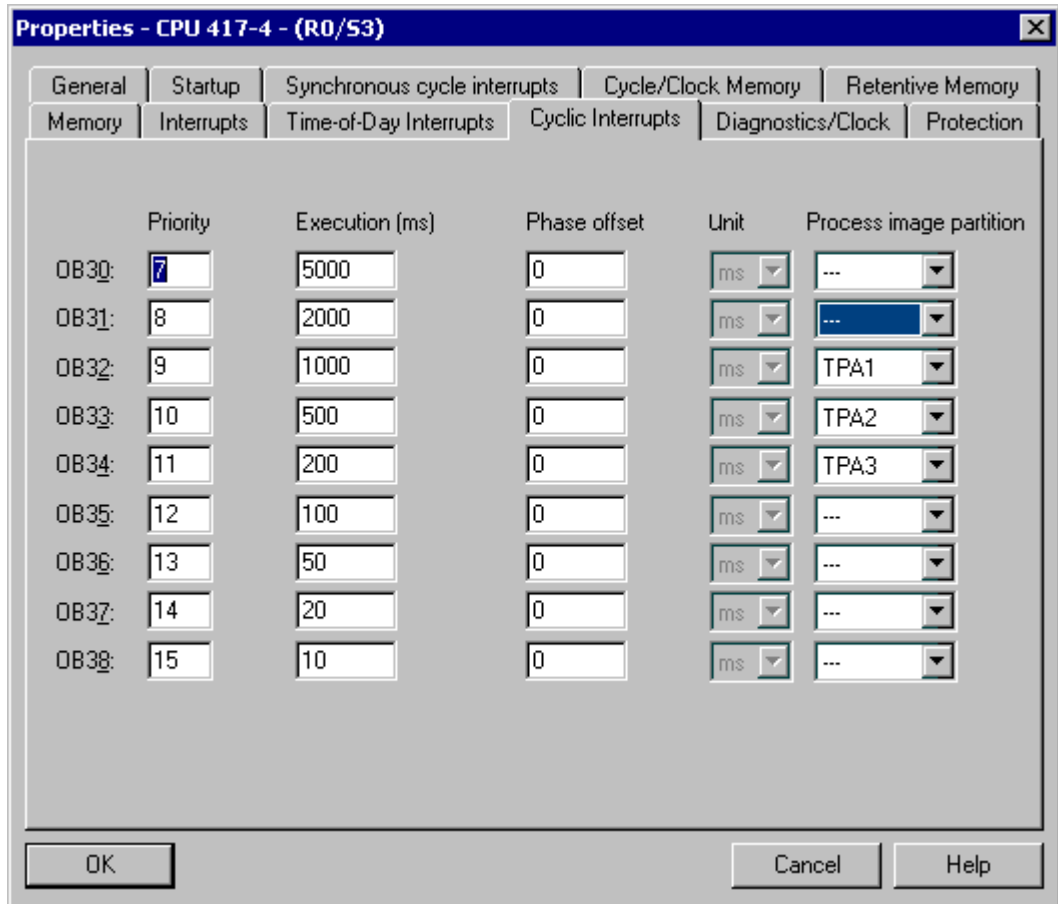 Properties - CPU 417-4 - (R0/S3)
General Startup Synchronous cycle interrupts Cycle/Clock Memory Retentive Memory
Memory Interrupts Time-of-Day Interrupts Cyclic Interrupts Diagnostics/Clock Protection
Priority Execution (ms) Phase offset Unit Process image partition
OB30: 7 5000 0 ms ---
OB31: 8 2000 0 ms ---
OB32: 9 1000 0 ms TPA1
OB33: 10 500 0 ms TPA2
OB34: 11 200 0 ms TPA3
OB35: 12 100 0 ms ---
OB36: 13 50 0 ms ---
OB37: 14 20 0 ms ---
OB38: 15 10 0 ms ---
OK Cancel Help